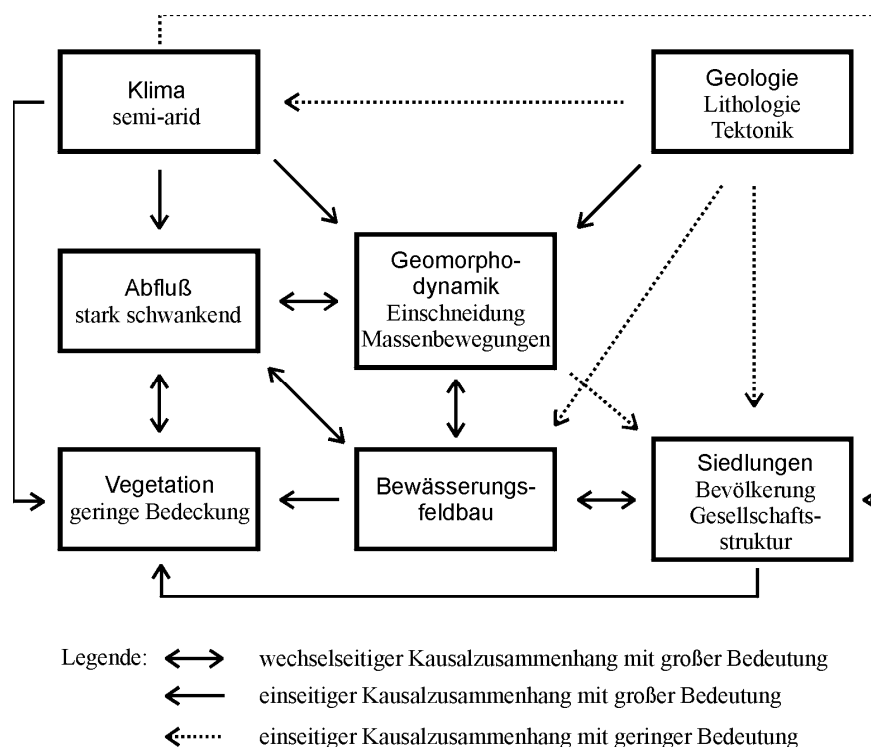 Klima
semi-arid
Geologie
Lithologie
Tektonik
Abfluß
stark schwankend
Geomorpho-
dynamik
Einschneidung
Massenbewegungen
Vegetation
geringe Bedeckung
Bewässerungs-
feldbau
Siedlungen
Bevölkerung
Gesellschafts-
struktur
Legende:
wechselseitiger Kausalzusammenhang mit großer Bedeutung
einseitiger Kausalzusammenhang mit großer Bedeutung
einseitiger Kausalzusammenhang mit geringer Bedeutung